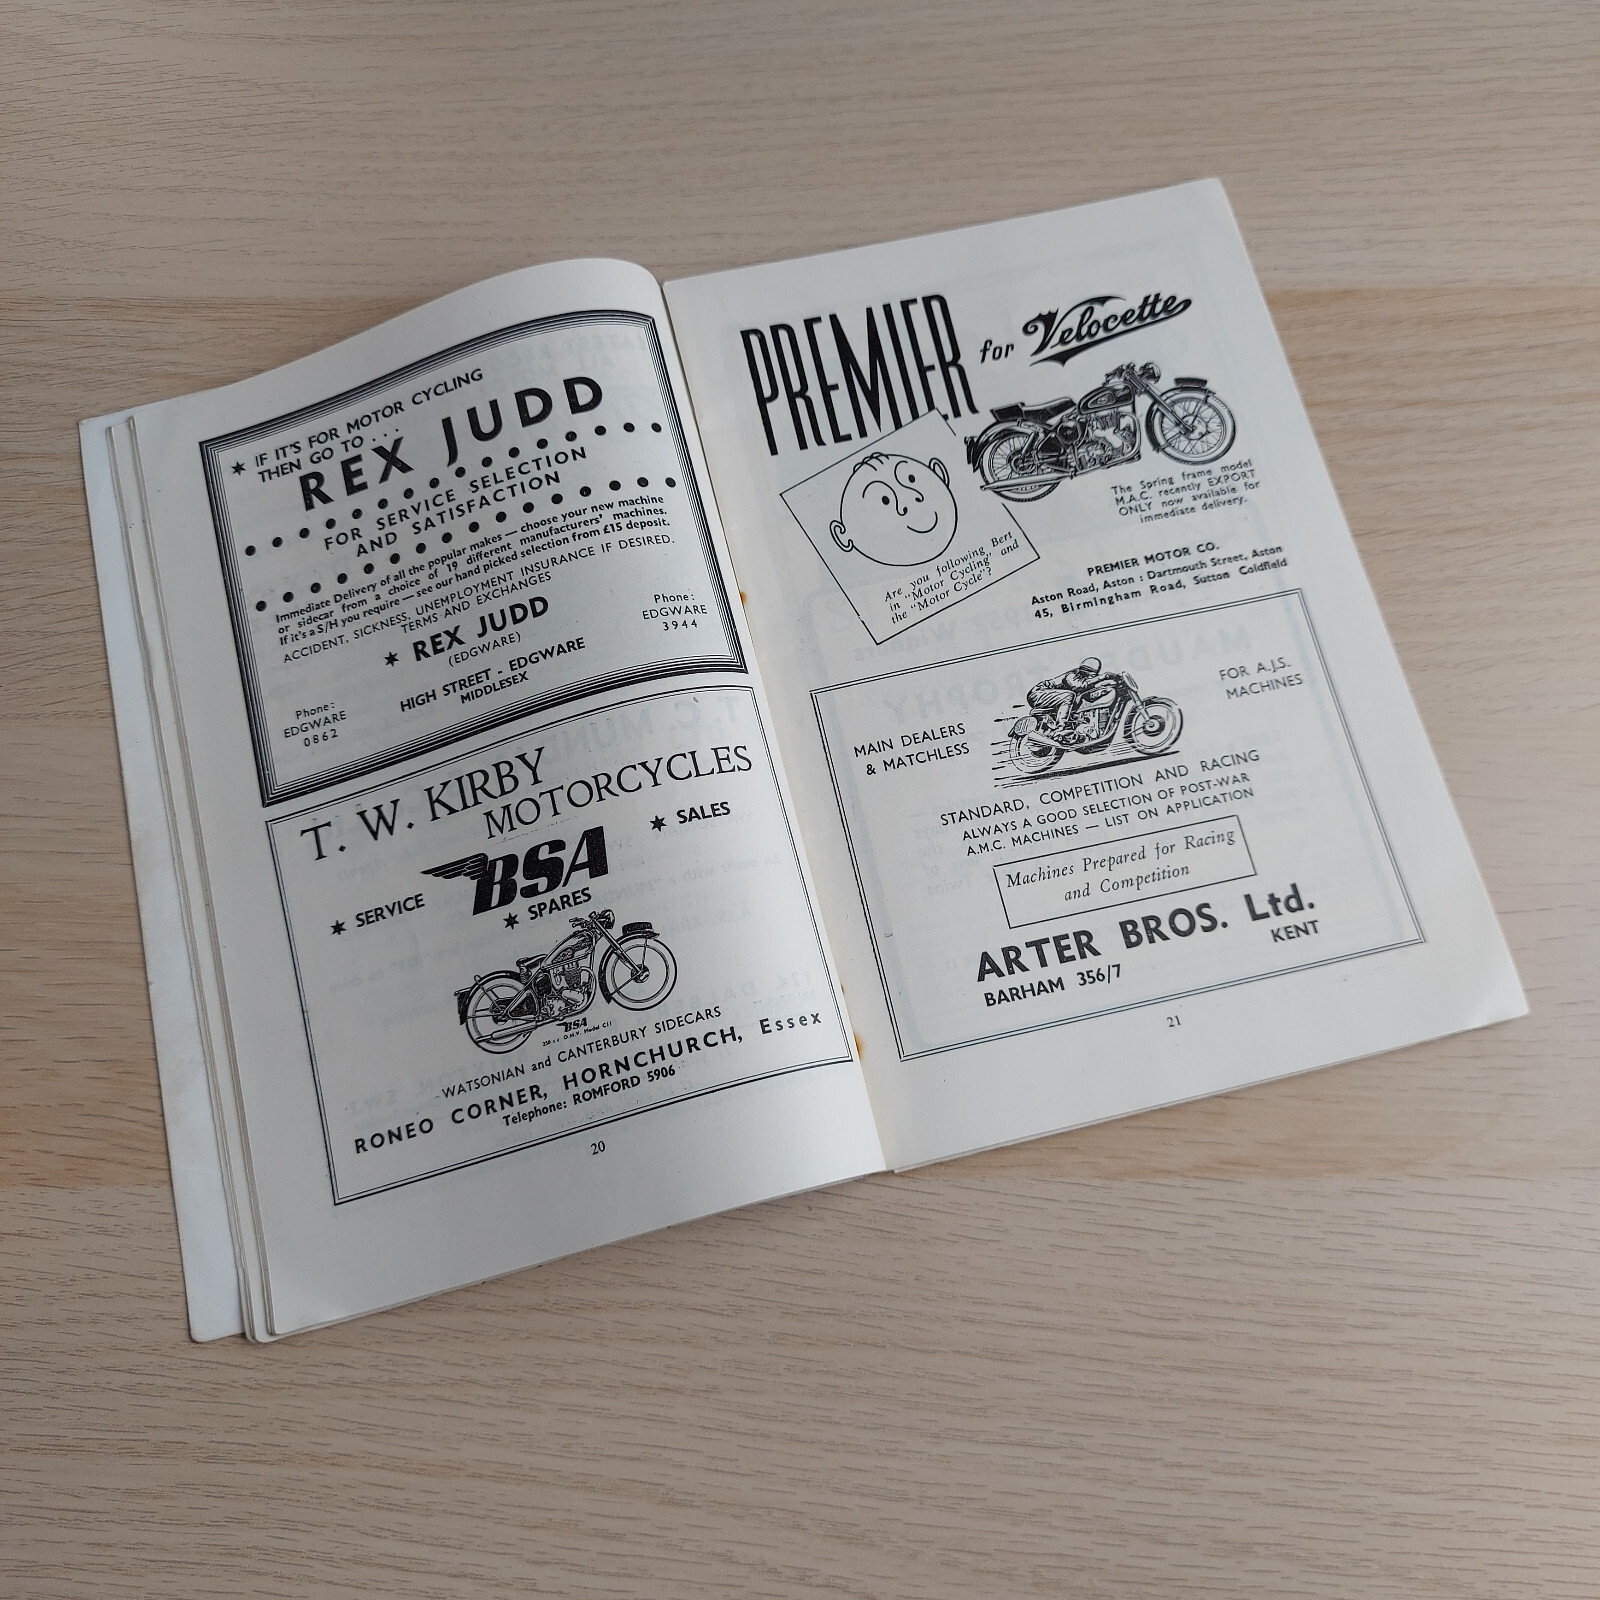 ★ IF IT'S FOR MOTOR CYCLING
THEN GO TO . . .
REX JUDD
FOR SERVICE SELECTION
AND SATISFACTION
Immediate Delivery of all the popular makes — choose your new machine
or sidecar from a choice of 19 different manufacturers' machines.
If it's a S/H you require — see our hand picked selection from £15 deposit.
ACCIDENT, SICKNESS, UNEMPLOYMENT INSURANCE IF DESIRED.
TERMS AND EXCHANGES
★ REX JUDD
(EDGWARE)
Phone:
EDGWARE
3944
HIGH STREET - EDGWARE
MIDDLESEX
Phone:
EDGWARE
0862
T. W. KIRBY
MOTORCYCLES
★ SALES
BSA
★ SERVICE
★ SPARES
BSA
250 c.c. O.H.V. Model C11
WATSONIAN and CANTERBURY SIDECARS
RONEO CORNER, HORNCHURCH, Essex
Telephone: ROMFORD 5906
20
PREMIER for Velocette
The Spring frame model
M.A.C. recently EXPORT
ONLY now available for
immediate delivery.
Are you following Bert
in "Motor Cycling" and
the "Motor Cycle"?
PREMIER MOTOR CO.
Aston Road, Aston : Dartmouth Street, Aston
45, Birmingham Road, Sutton Coldfield
MAIN DEALERS
& MATCHLESS
FOR A.J.S.
MACHINES
STANDARD, COMPETITION AND RACING
ALWAYS A GOOD SELECTION OF POST-WAR
A.M.C. MACHINES — LIST ON APPLICATION
Machines Prepared for Racing
and Competition
ARTER BROS. Ltd.
BARHAM 356/7
KENT
21